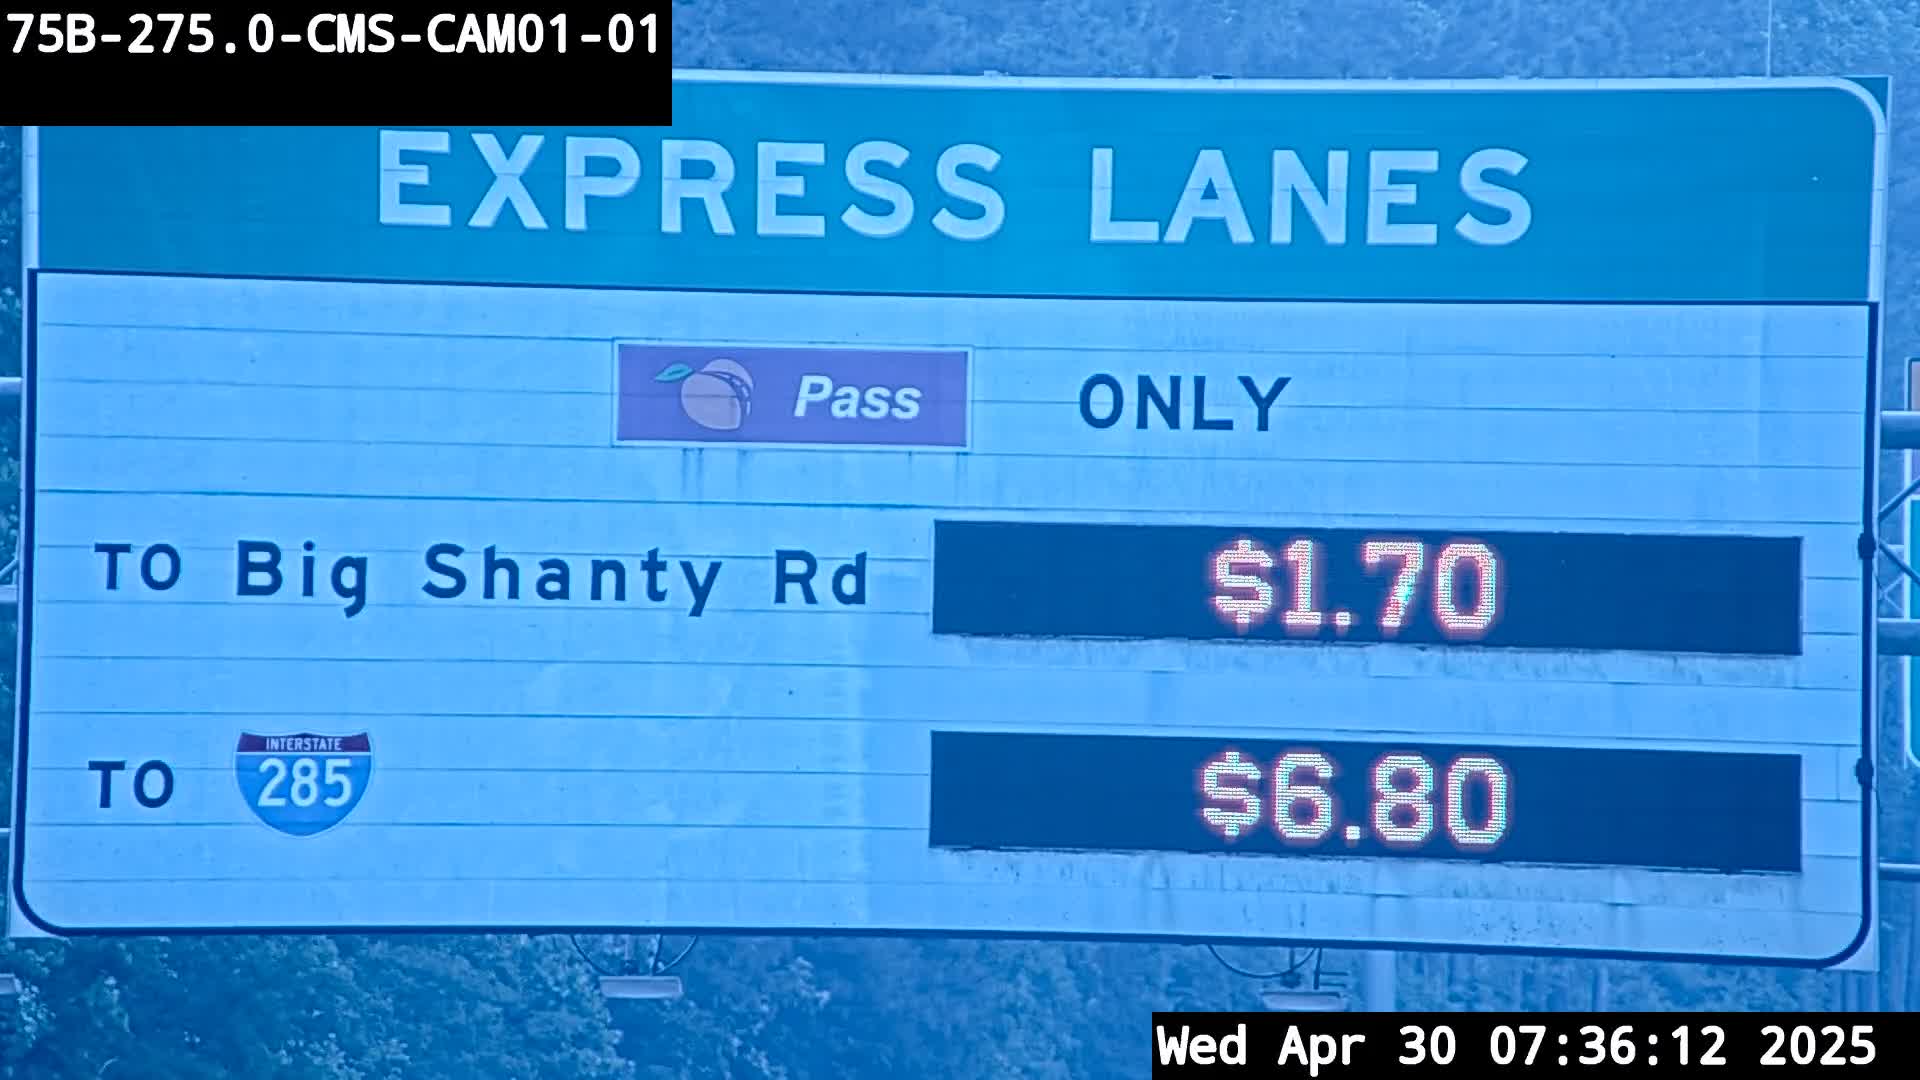 75B-275.0-CMS-CAM01-01
EXPRESS LANES
Pass ONLY
TO Big Shanty Rd $1.70
TO INTERSTATE 285 $6.80
Wed Apr 30 07:36:12 2025